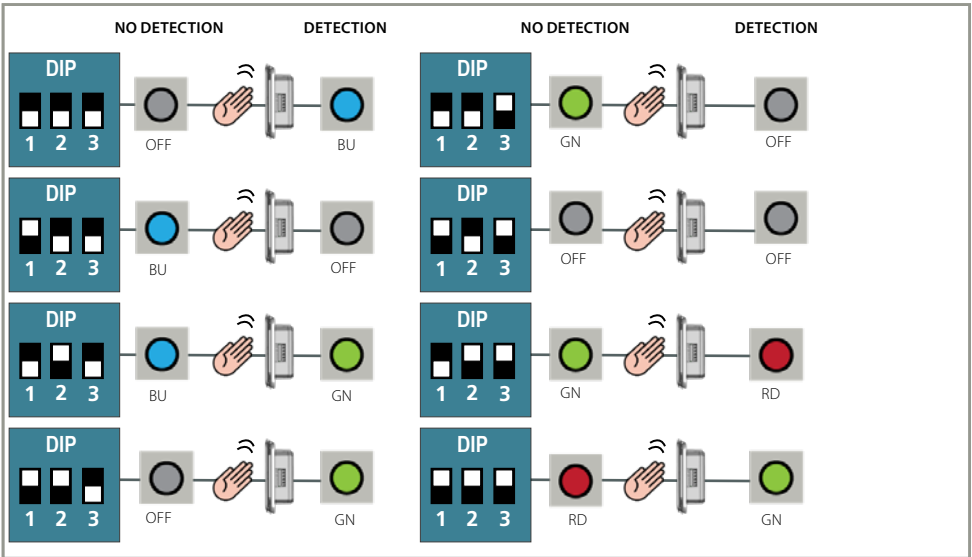 NO DETECTION DETECTION NO DETECTION DETECTION
DIP
1 2 3
OFF
BU
DIP
1 2 3
GN
OFF
DIP
1 2 3
BU
OFF
DIP
1 2 3
OFF
OFF
DIP
1 2 3
BU
GN
DIP
1 2 3
GN
RD
DIP
1 2 3
OFF
GN
DIP
1 2 3
RD
GN